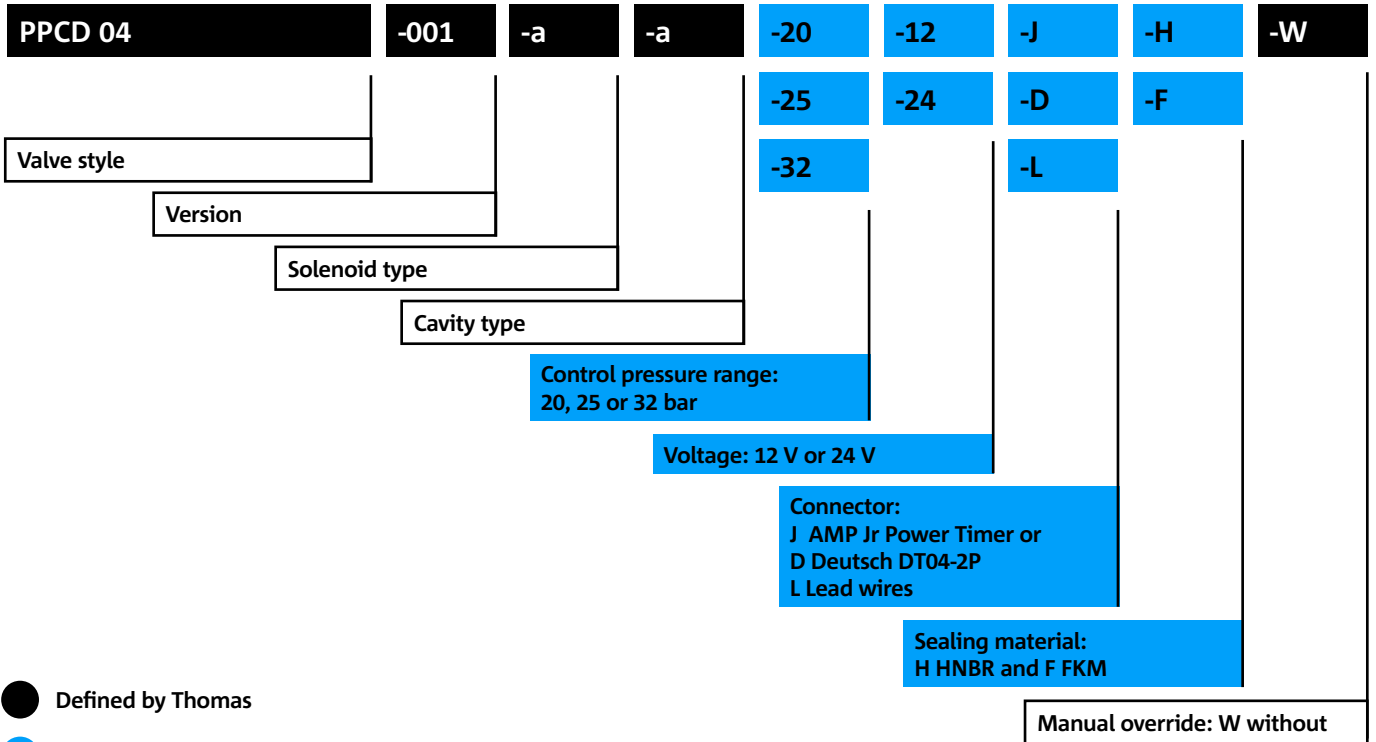 PPCD 04 -001 -a -a -20 -12 -J -H -W
-25 -24 -D -F
Valve style
-32 -L
Version
Solenoid type
Cavity type
Control pressure range:
20, 25 or 32 bar
Voltage: 12 V or 24 V
Connector:
J AMP Jr Power Timer or
D Deutsch DT04-2P
L Lead wires
Sealing material:
H HNBR and F FKM
Defined by Thomas
Manual override: W without